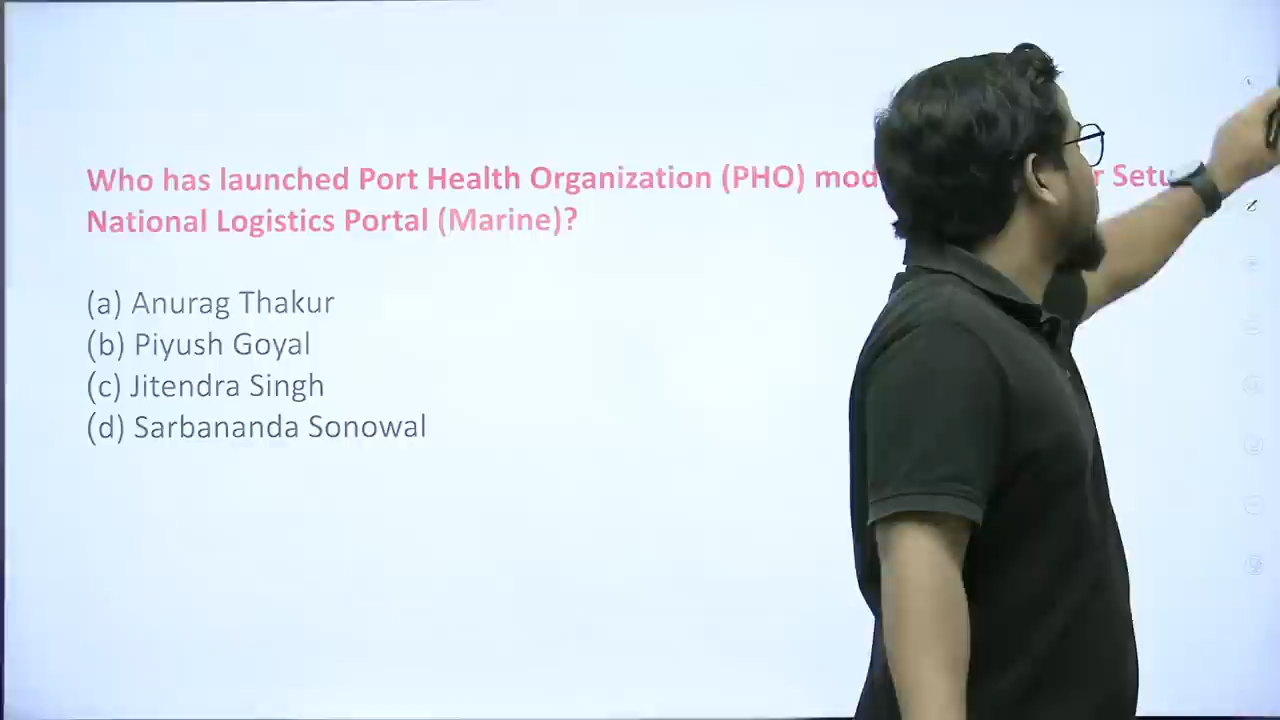 Who has launched Port Health Organization (PHO) Setu
National Logistics Portal (Marine)?
(a) Anurag Thakur
(b) Piyush Goyal
(c) Jitendra Singh
(d) Sarbananda Sonowal